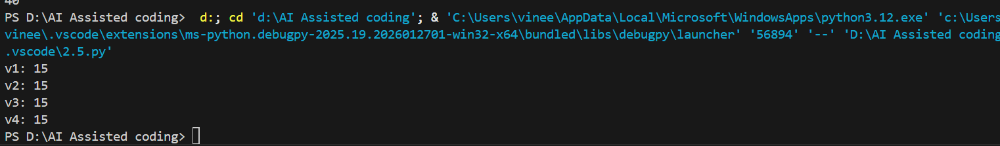 40
PS D:\AI Assisted coding>  d:; cd 'd:\AI Assisted coding'; & 'C:\Users\vinee\AppData\Local\Microsoft\WindowsApps\python3.12.exe' 'c:\Users
vinee\.vscode\extensions\ms-python.debugpy-2025.19.2026012701-win32-x64\bundled\libs\debugpy\launcher' '56894' '--' 'D:\AI Assisted coding
.vscode\2.5.py'
v1: 15
v2: 15
v3: 15
v4: 15
PS D:\AI Assisted coding>